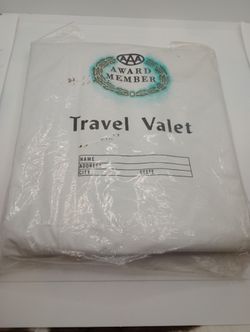 AAA
AWARD
MEMBER
Travel Valet
NAME
ADDRESS
CITY STATE